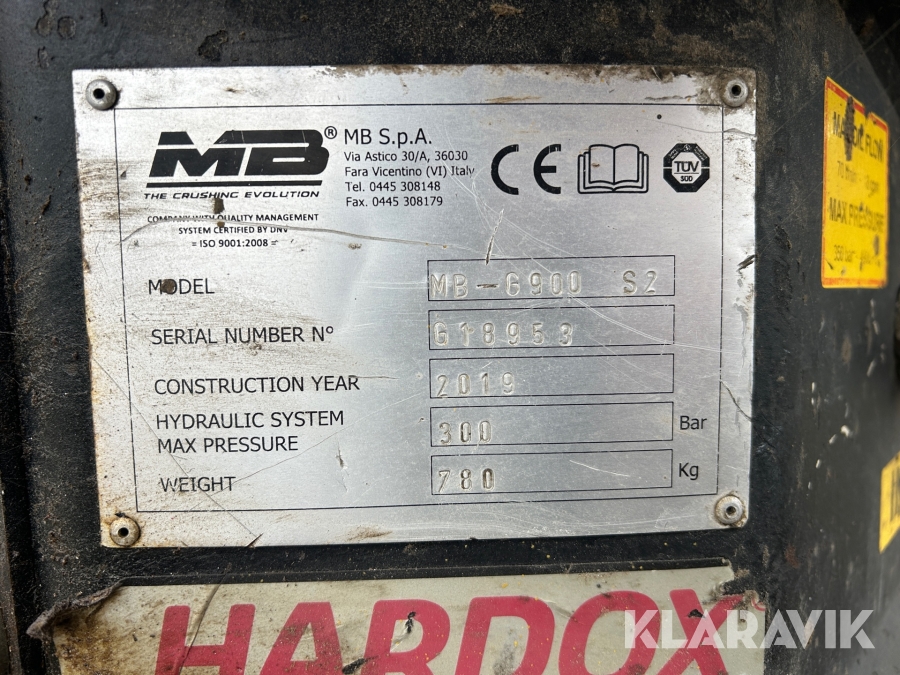 MB®
THE CRUSHING EVOLUTION
COMPANY WITH QUALITY MANAGEMENT
SYSTEM CERTIFIED BY DNV
= ISO 9001:2008 =
MB S.p.A.
Via Astico 30/A, 36030
Fara Vicentino (VI) Italy
Tel. 0445 308148
Fax. 0445 308179
CE
TÜV
SÜD
MODEL MB-G900 S2
SERIAL NUMBER N° G18953
CONSTRUCTION YEAR 2019
HYDRAULIC SYSTEM
MAX PRESSURE 300 Bar
WEIGHT 780 Kg
FLOW
MAX PRESSURE
HARDOX
KLARAVIK